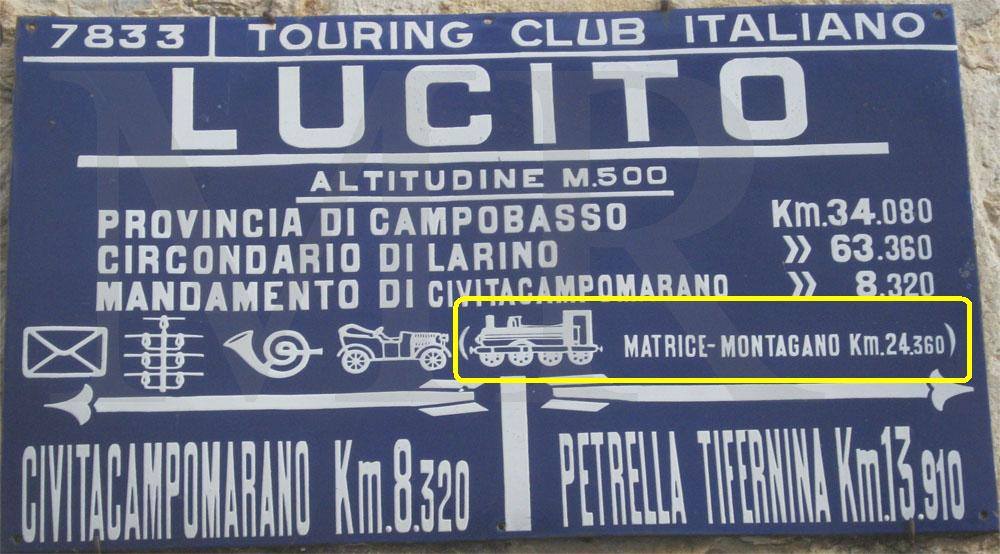 7833 TOURING CLUB ITALIANO
LUCITO
ALTITUDINE M.500
PROVINCIA DI CAMPOBASSO Km.34.080
CIRCONDARIO DI LARINO » 63.360
MANDAMENTO DI CIVITACAMPOMARANO » 8.320
( MATRICE-MONTAGANO Km.24.360)
CIVITACAMPOMARANO Km.8.320
PETRELLA TIFERNINA Km.13.910